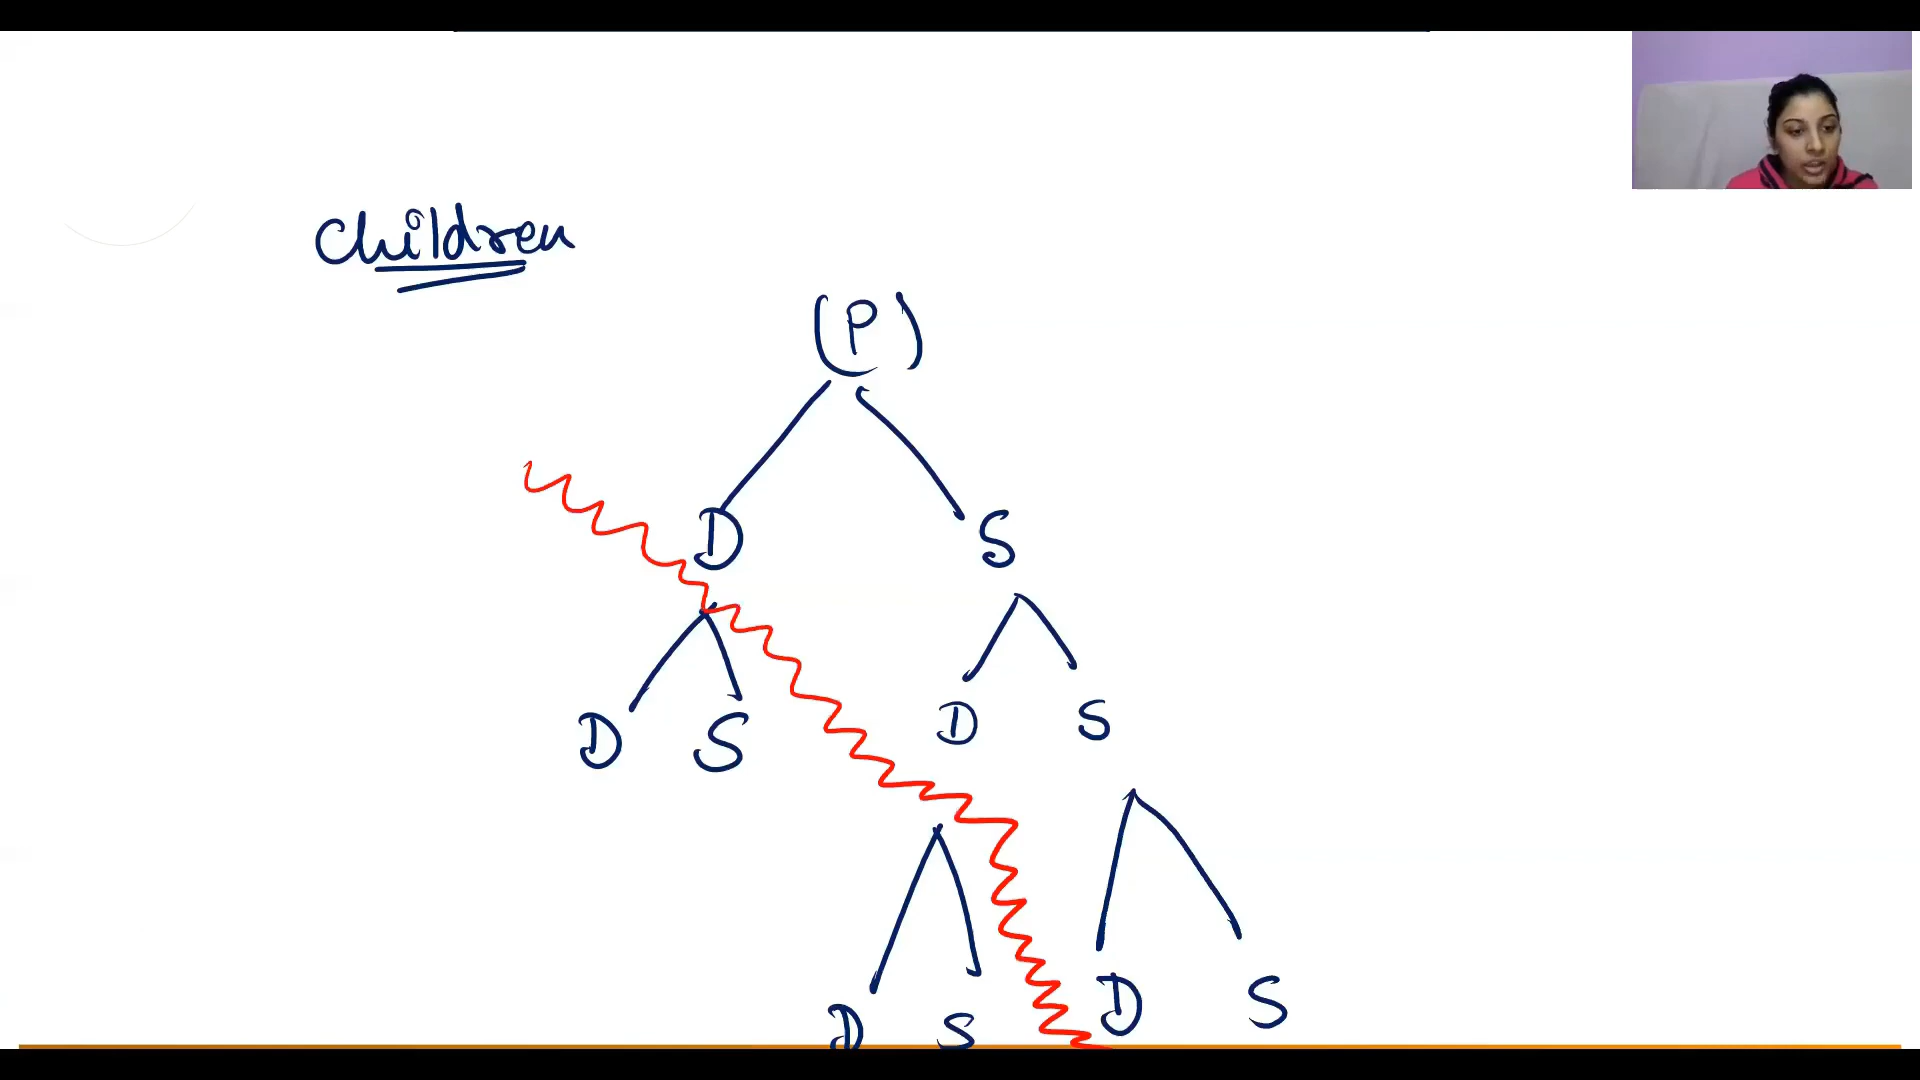 Children
(P)
D S
D S D S
D S D S